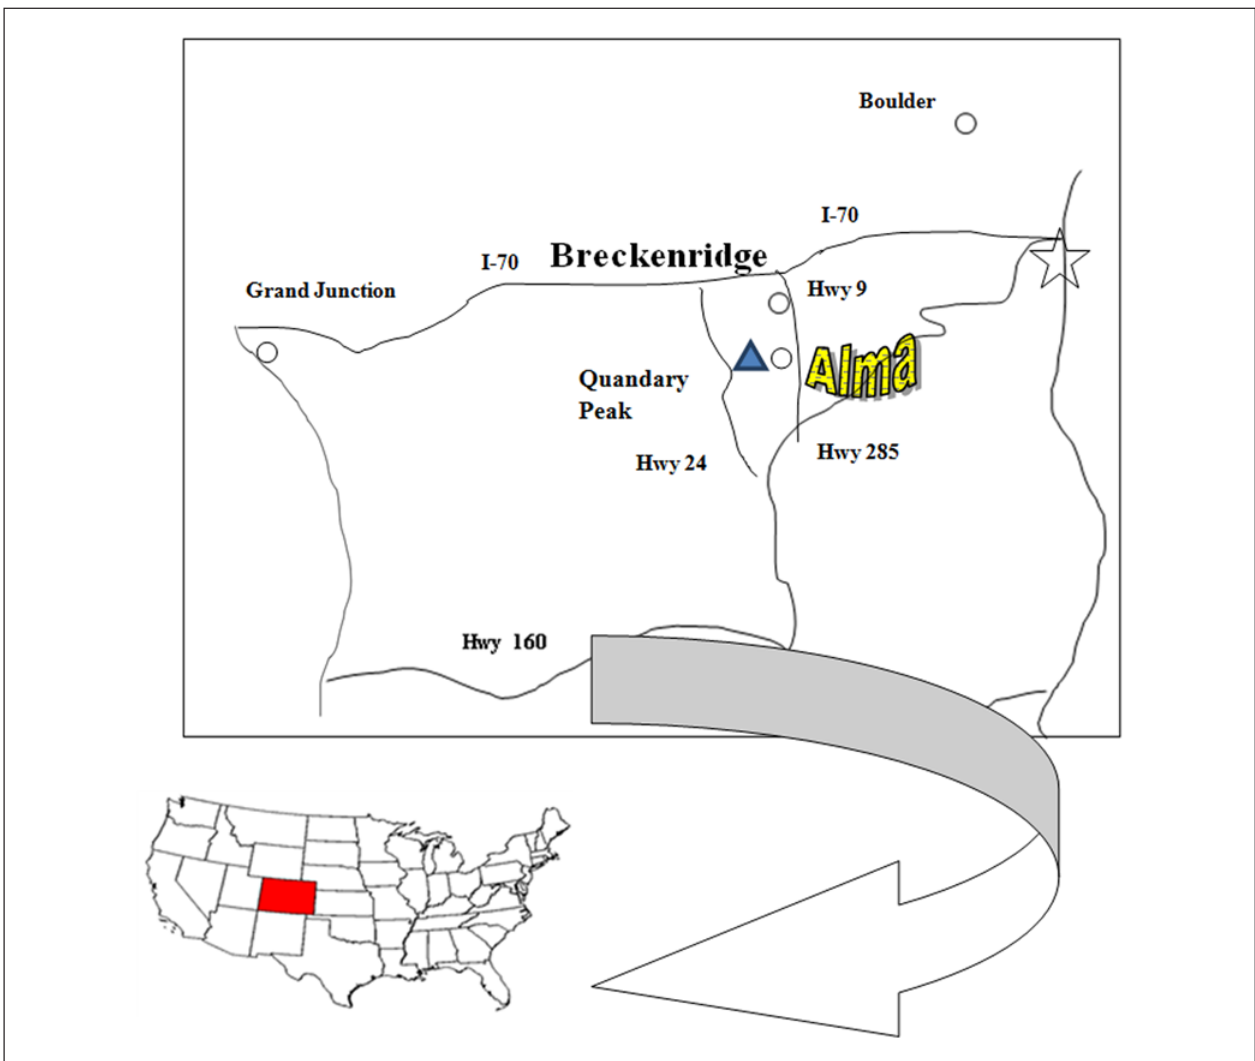 Boulder
I-70
Breckenridge
I-70
Grand Junction
Hwy 9
Alma
Quandary
Peak
Hwy 285
Hwy 24
Hwy 160